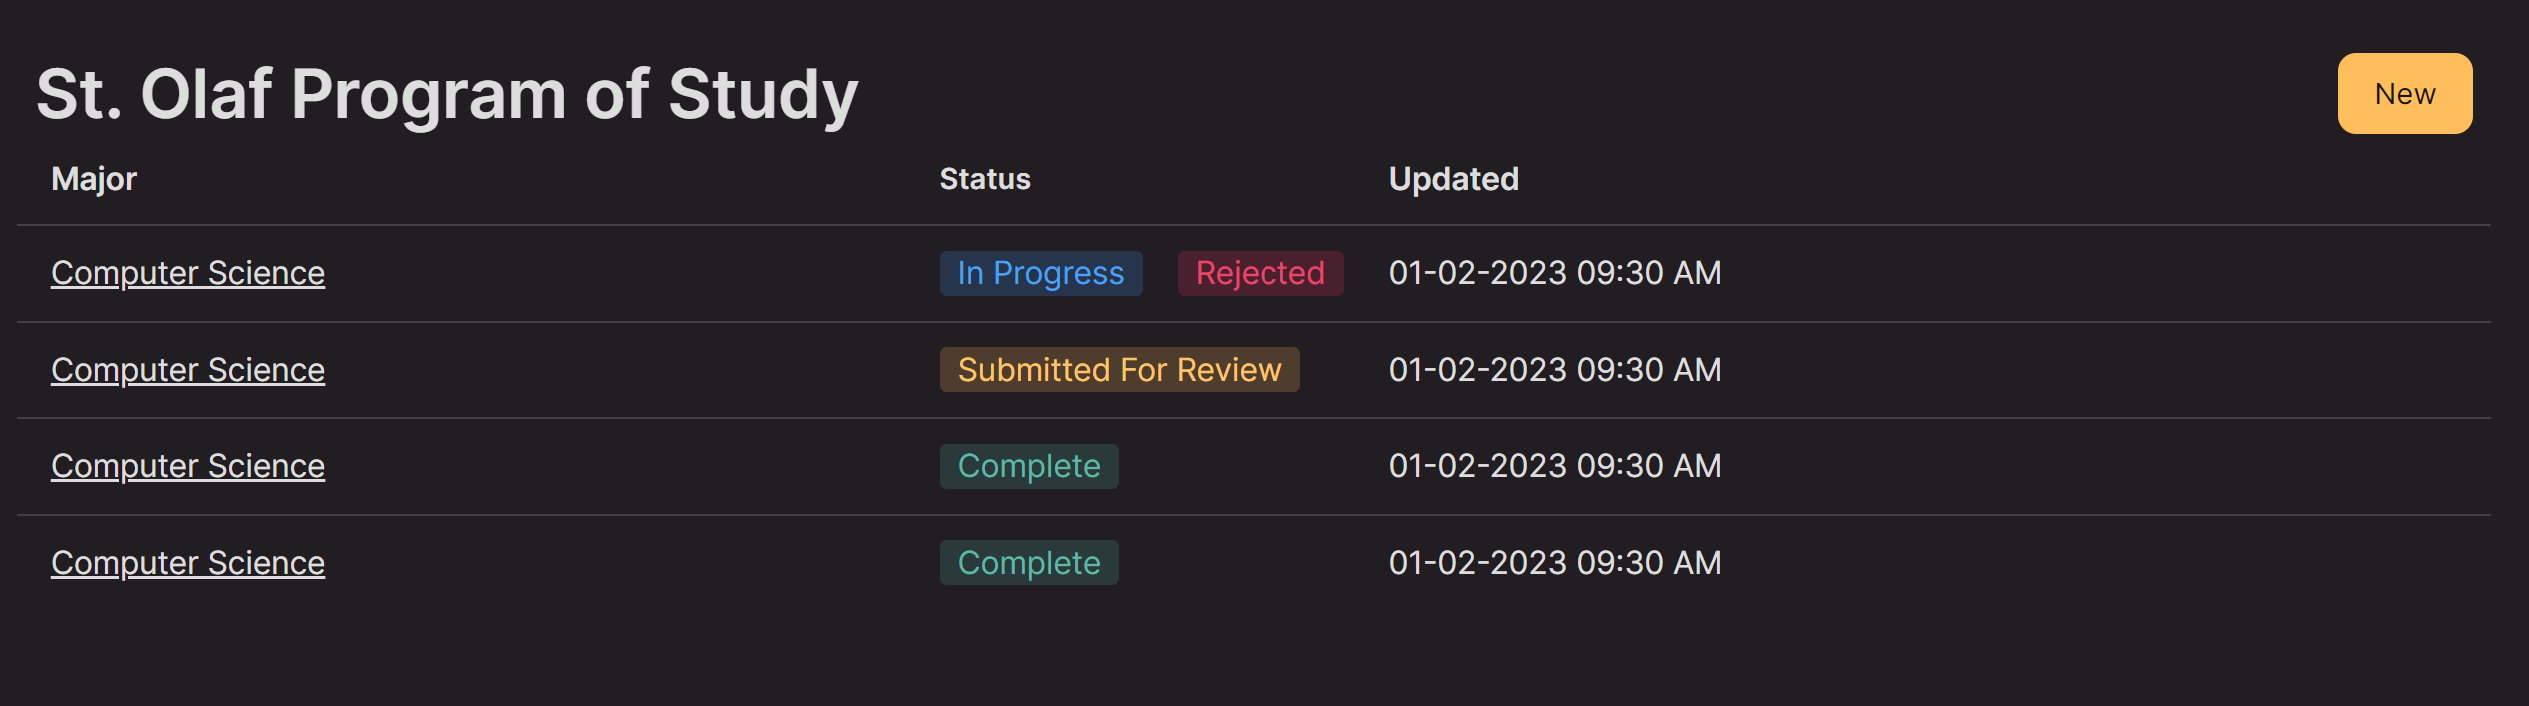 St. Olaf Program of Study
New
Major Status Updated
Computer Science In Progress Rejected 01-02-2023 09:30 AM
Computer Science Submitted For Review 01-02-2023 09:30 AM
Computer Science Complete 01-02-2023 09:30 AM
Computer Science Complete 01-02-2023 09:30 AM